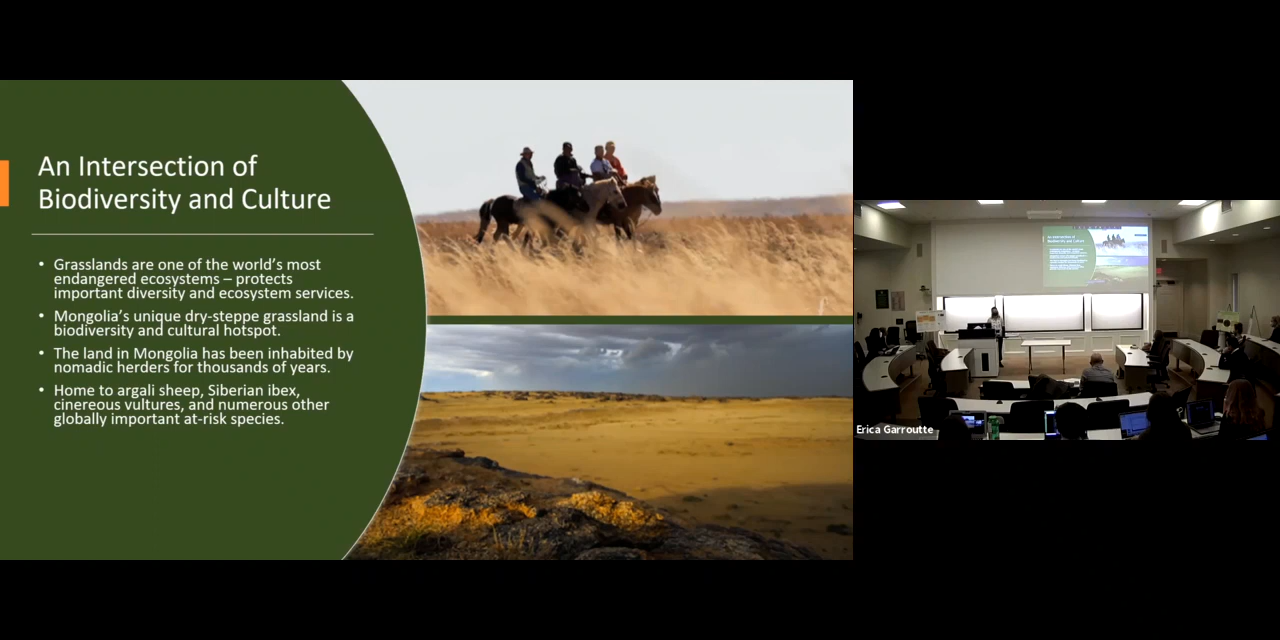 An Intersection of
Biodiversity and Culture
• Grasslands are one of the world's most
endangered ecosystems – protects
important diversity and ecosystem services.
• Mongolia's unique dry-steppe grassland is a
biodiversity and cultural hotspot.
• The land in Mongolia has been inhabited by
nomadic herders for thousands of years.
• Home to argali sheep, Siberian ibex,
cinereous vultures, and numerous other
globally important at-risk species.
Erica Garroutte